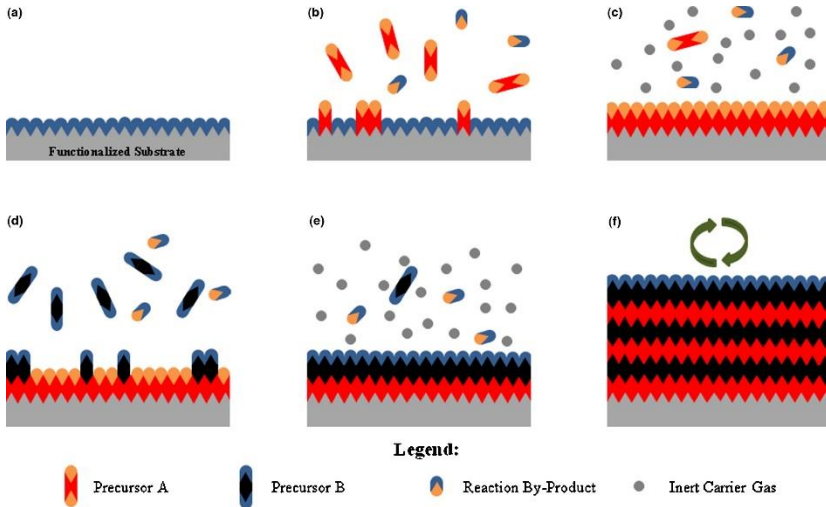 (a)
(b)
(c)
Functionalized Substrate
(d)
(e)
(f)
Legend:
Precursor A
Precursor B
Reaction By-Product
Inert Carrier Gas